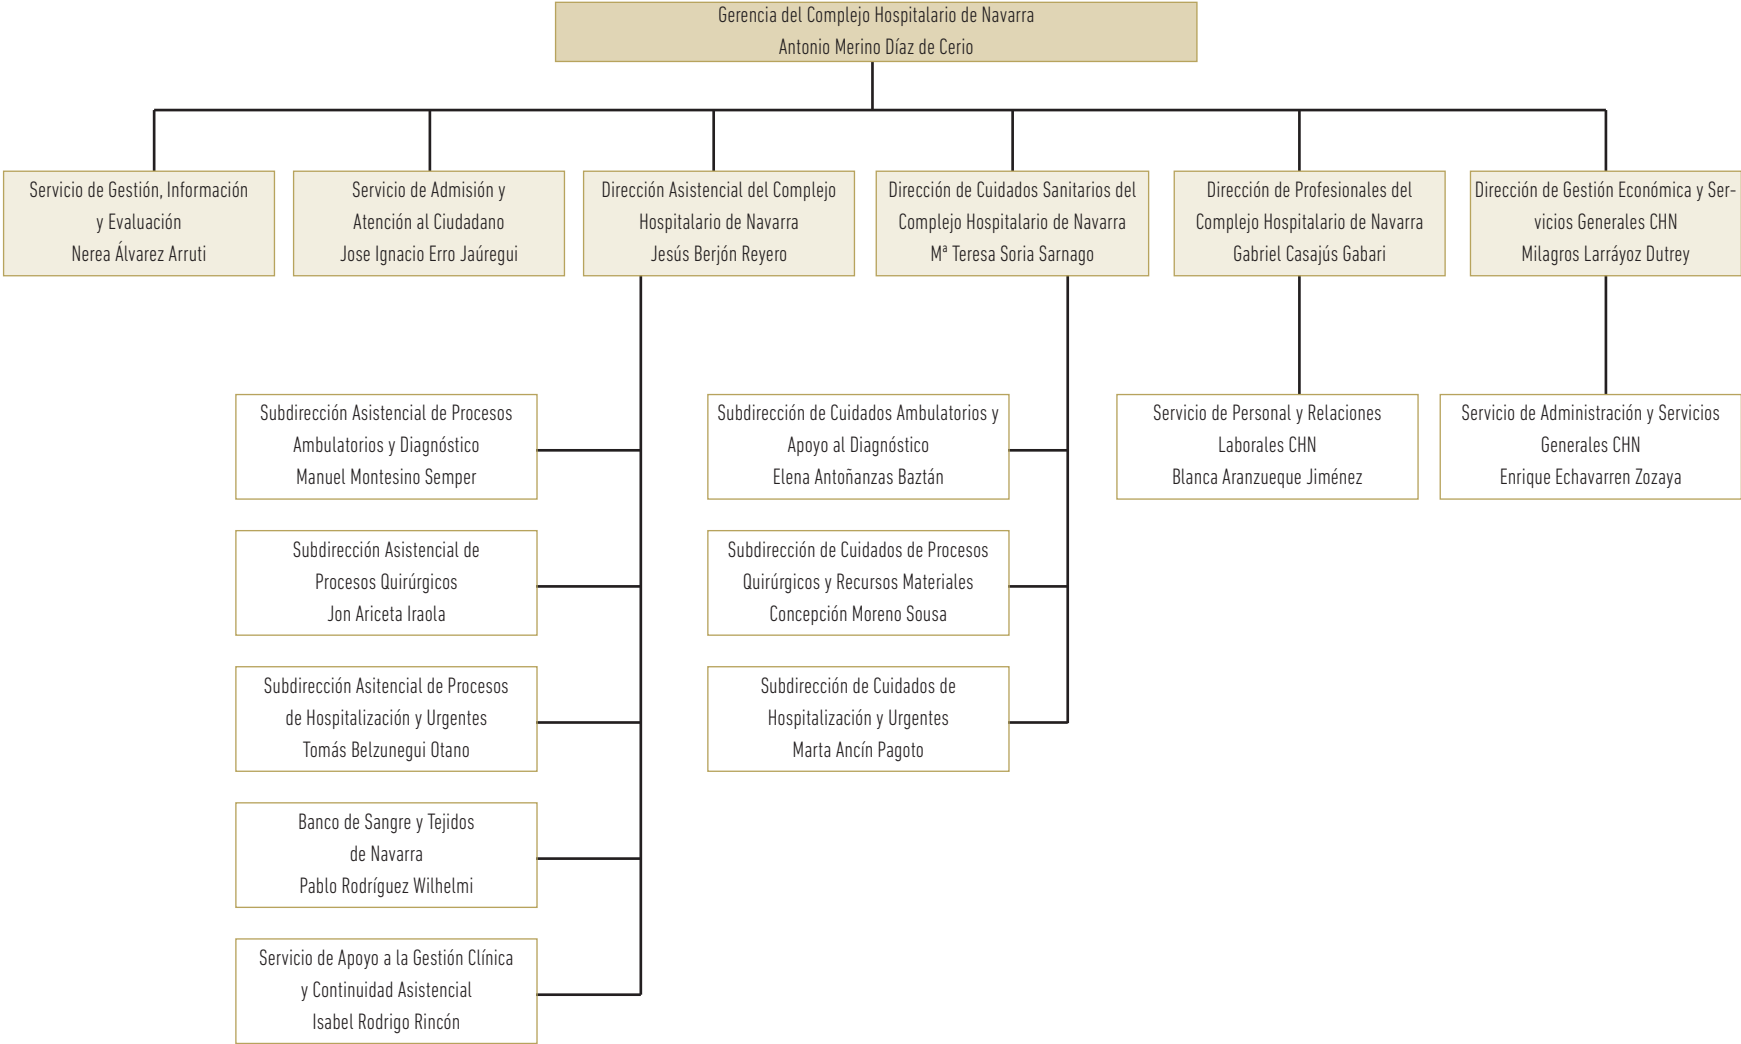 Gerencia del Complejo Hospitalario de Navarra
Antonio Merino Díaz de Cerio
Servicio de Gestión, Información
y Evaluación
Nerea Álvarez Arruti
Servicio de Admisión y
Atención al Ciudadano
Jose Ignacio Erro Jaúregui
Dirección Asistencial del Complejo
Hospitalario de Navarra
Jesús Berjón Reyero
Dirección de Cuidados Sanitarios del
Complejo Hospitalario de Navarra
Mª Teresa Soria Sarnago
Dirección de Profesionales del
Complejo Hospitalario de Navarra
Gabriel Casajús Gabari
Dirección de Gestión Económica y Ser-
vicios Generales CHN
Milagros Larráyoz Dutrey
Subdirección Asistencial de Procesos
Ambulatorios y Diagnóstico
Manuel Montesino Semper
Subdirección Asistencial de
Procesos Quirúrgicos
Jon Ariceta Iraola
Subdirección Asitencial de Procesos
de Hospitalización y Urgentes
Tomás Belzunegui Otano
Banco de Sangre y Tejidos
de Navarra
Pablo Rodríguez Wilhelmi
Servicio de Apoyo a la Gestión Clínica
y Continuidad Asistencial
Isabel Rodrigo Rincón
Subdirección de Cuidados Ambulatorios y
Apoyo al Diagnóstico
Elena Antoñanzas Baztán
Subdirección de Cuidados de Procesos
Quirúrgicos y Recursos Materiales
Concepción Moreno Sousa
Subdirección de Cuidados de
Hospitalización y Urgentes
Marta Ancín Pagoto
Servicio de Personal y Relaciones
Laborales CHN
Blanca Aranzueque Jiménez
Servicio de Administración y Servicios
Generales CHN
Enrique Echavarren Zozaya